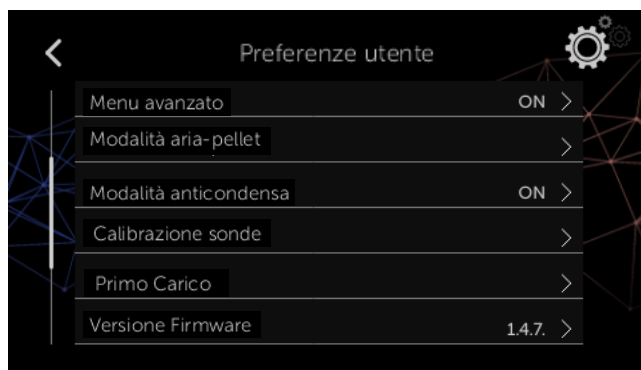 Preferenze utente
Menu avanzato ON
Modalità aria-pellet
Modalità anticondensa ON
Calibrazione sonde
Primo Carico
Versione Firmware 1.4.7.